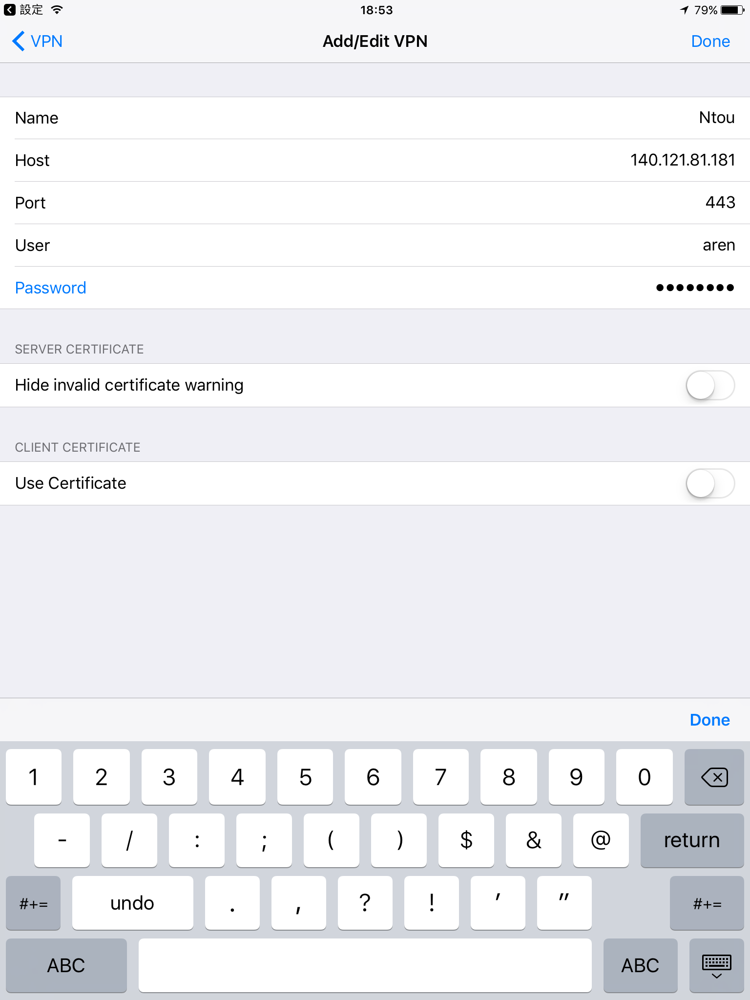 設定 18:53 79%
VPN Add/Edit VPN Done
Name Ntou
Host 140.121.81.181
Port 443
User aren
Password ••••••••
SERVER CERTIFICATE
Hide invalid certificate warning
CLIENT CERTIFICATE
Use Certificate
Done
1 2 3 4 5 6 7 8 9 0
- / : ; ( ) $ & @ return
#+= undo . , ? ! ' " #+=
ABC ABC